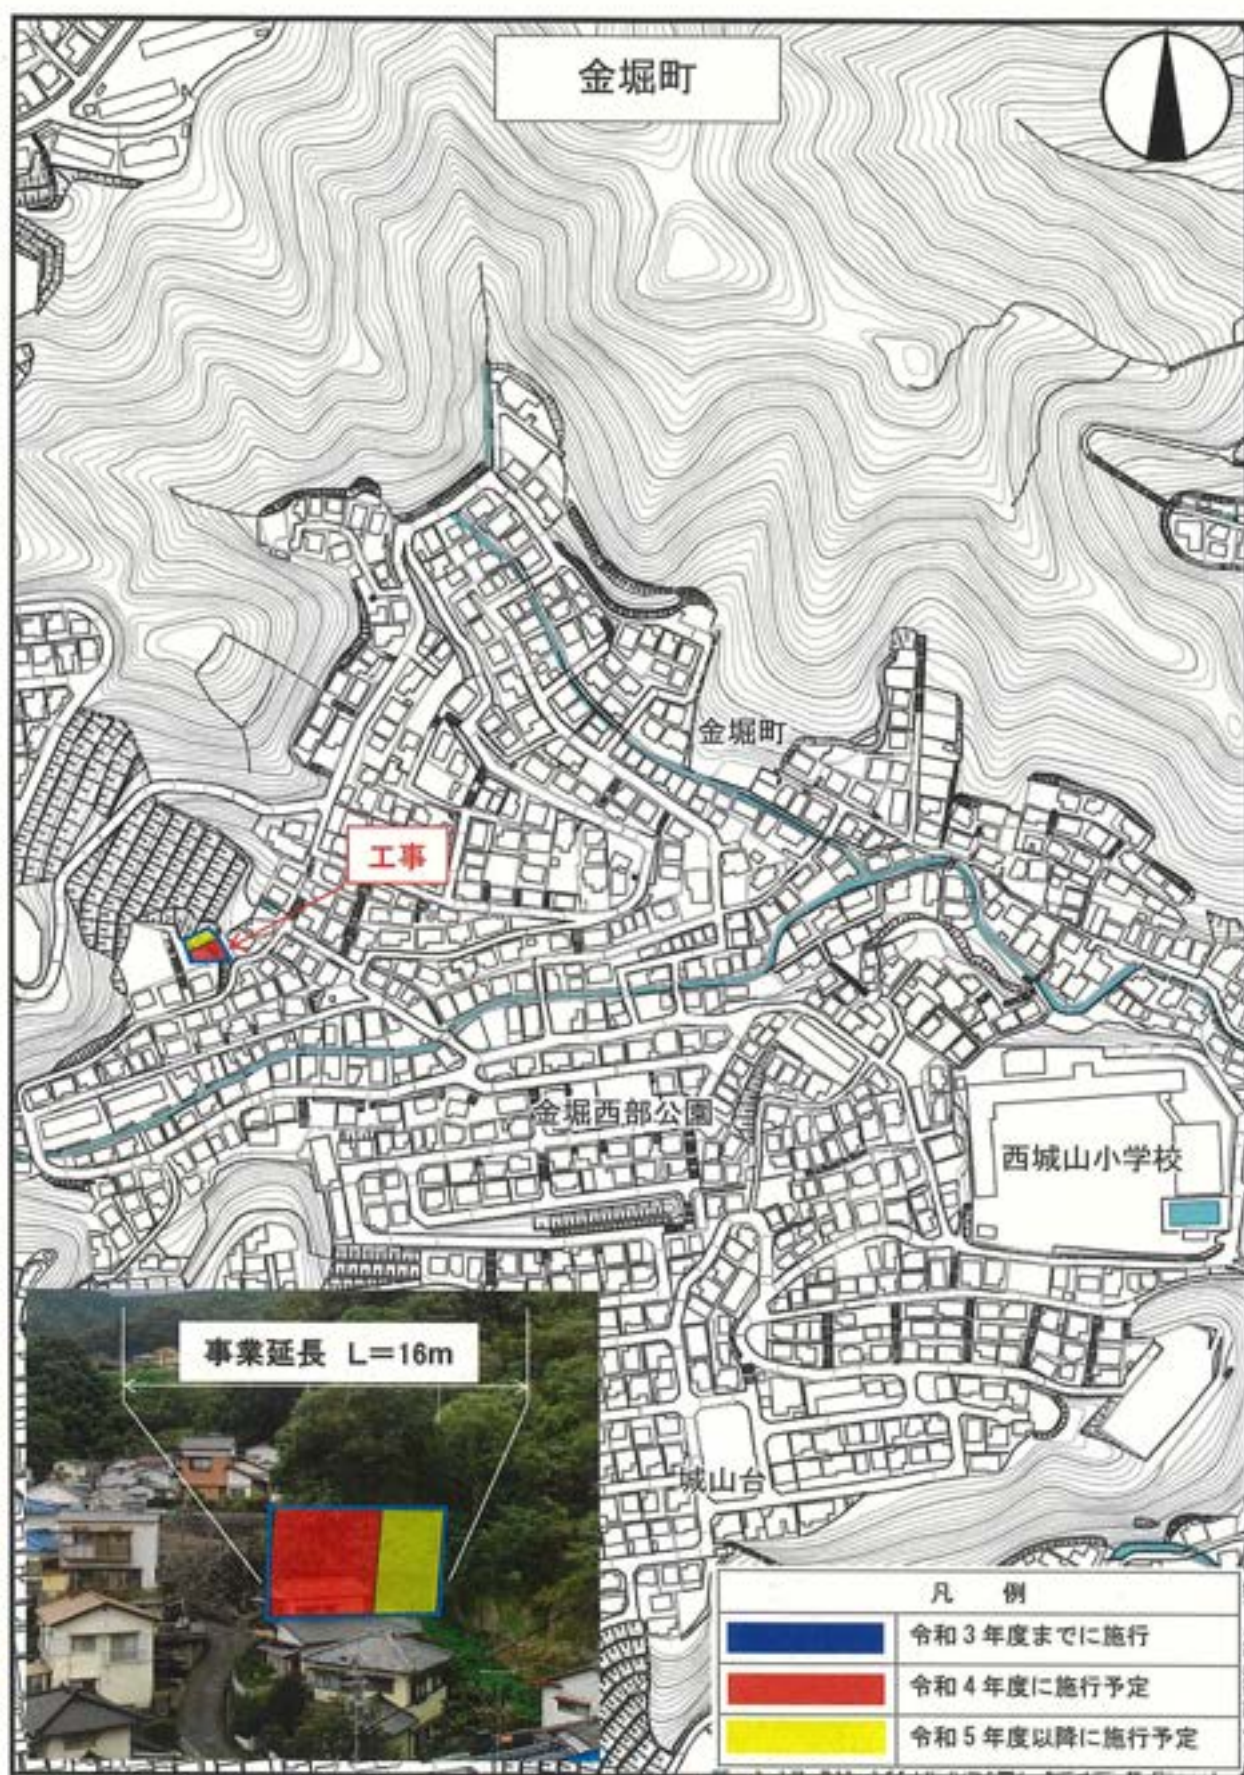 金堀町
金堀町
工事
金堀西部公園
西城山小学校
事業延長 L=16m
城山台
凡 例
令和3年度までに施行
令和4年度に施行予定
令和5年度以降に施行予定